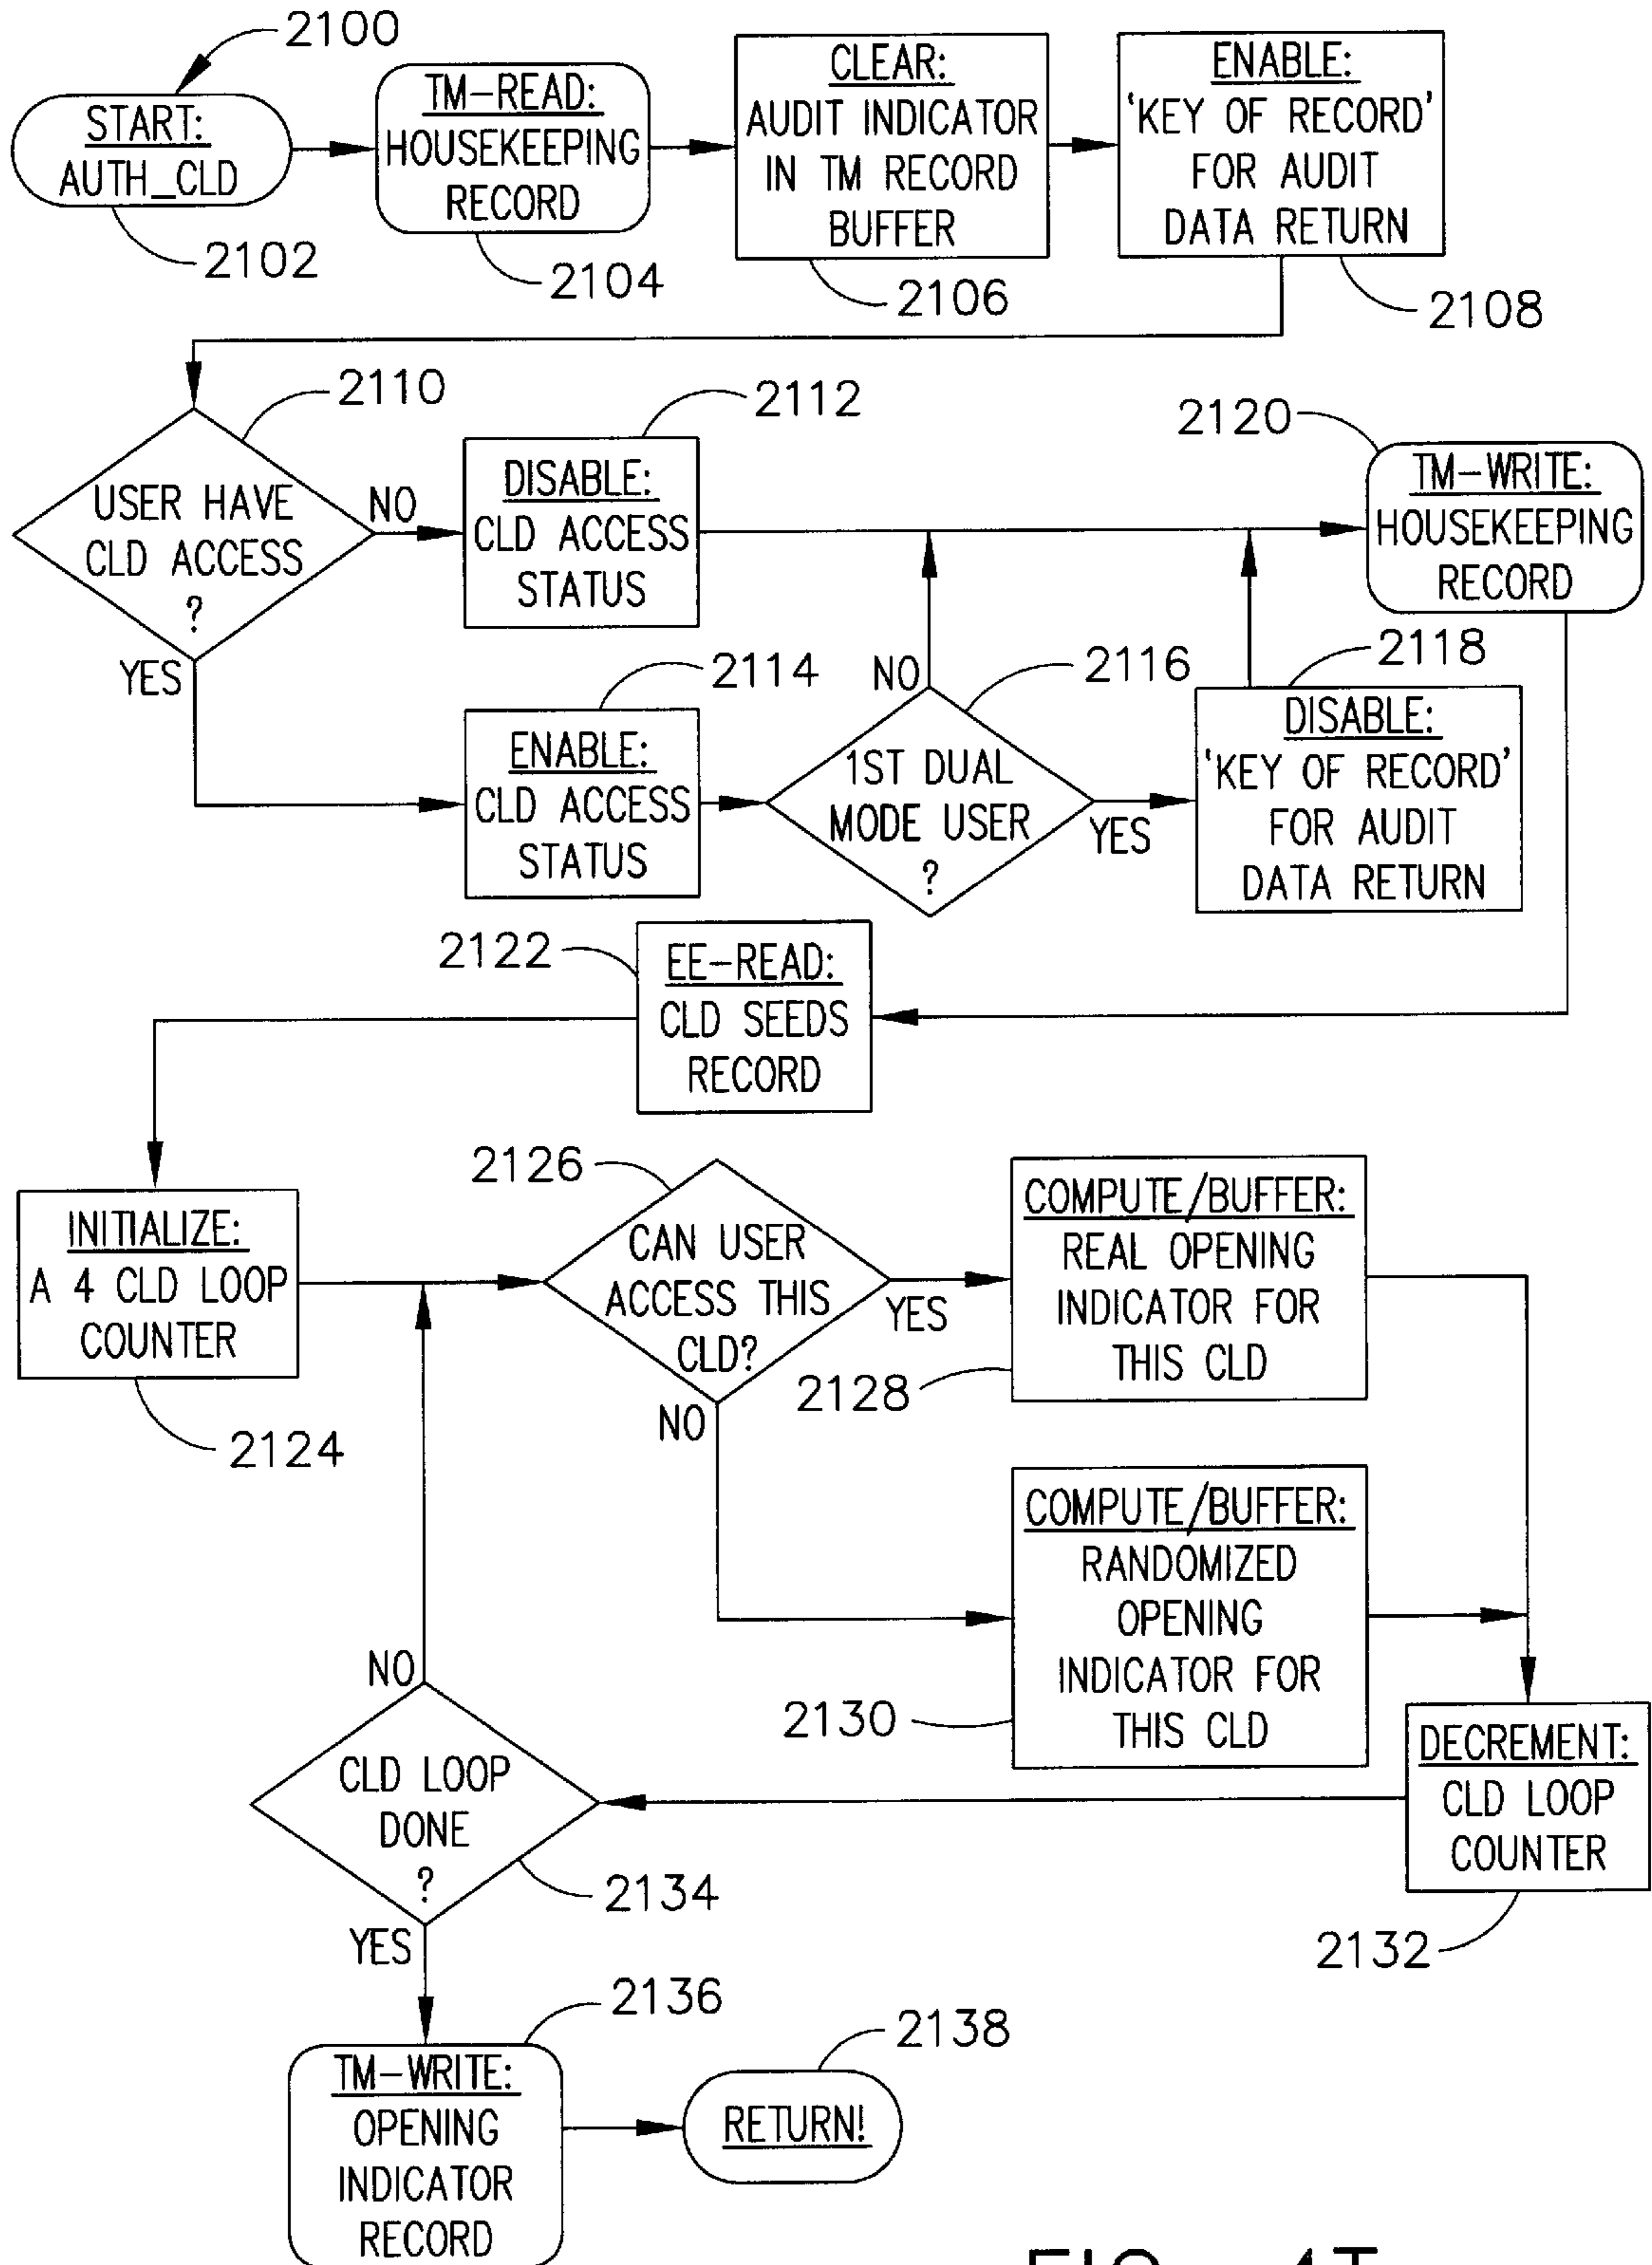 2100
START:
AUTH_CLD
2102
TM-READ:
HOUSEKEEPING
RECORD
2104
CLEAR:
AUDIT INDICATOR
IN TM RECORD
BUFFER
2106
ENABLE:
'KEY OF RECORD'
FOR AUDIT
DATA RETURN
2108
2110
USER HAVE
CLD ACCESS
?
NO
YES
2112
DISABLE:
CLD ACCESS
STATUS
2120
TM-WRITE:
HOUSEKEEPING
RECORD
2114
ENABLE:
CLD ACCESS
STATUS
NO
2116
1ST DUAL
MODE USER
?
YES
2118
DISABLE:
'KEY OF RECORD'
FOR AUDIT
DATA RETURN
2122
EE-READ:
CLD SEEDS
RECORD
INITIALIZE:
A 4 CLD LOOP
COUNTER
2124
2126
CAN USER
ACCESS THIS
CLD?
YES
NO
COMPUTE/BUFFER:
REAL OPENING
INDICATOR FOR
THIS CLD
2128
COMPUTE/BUFFER:
RANDOMIZED
OPENING
INDICATOR FOR
THIS CLD
2130
DECREMENT:
CLD LOOP
COUNTER
2132
NO
CLD LOOP
DONE
?
2134
YES
2136
TM-WRITE:
OPENING
INDICATOR
RECORD
2138
RETURN!